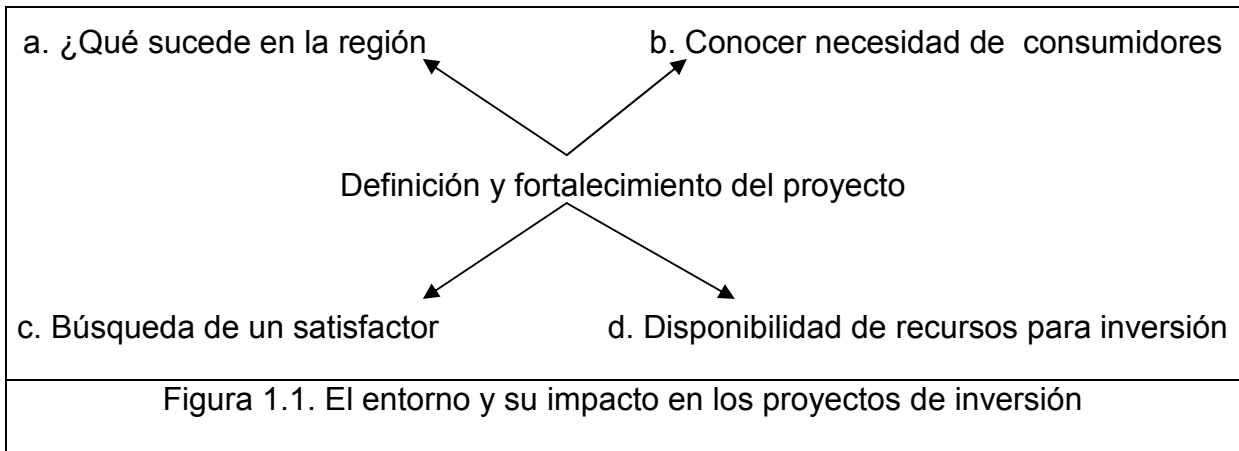 a. ¿Qué sucede en la región
b. Conocer necesidad de consumidores
Definición y fortalecimiento del proyecto
c. Búsqueda de un satisfactor
d. Disponibilidad de recursos para inversión
Figura 1.1. El entorno y su impacto en los proyectos de inversión